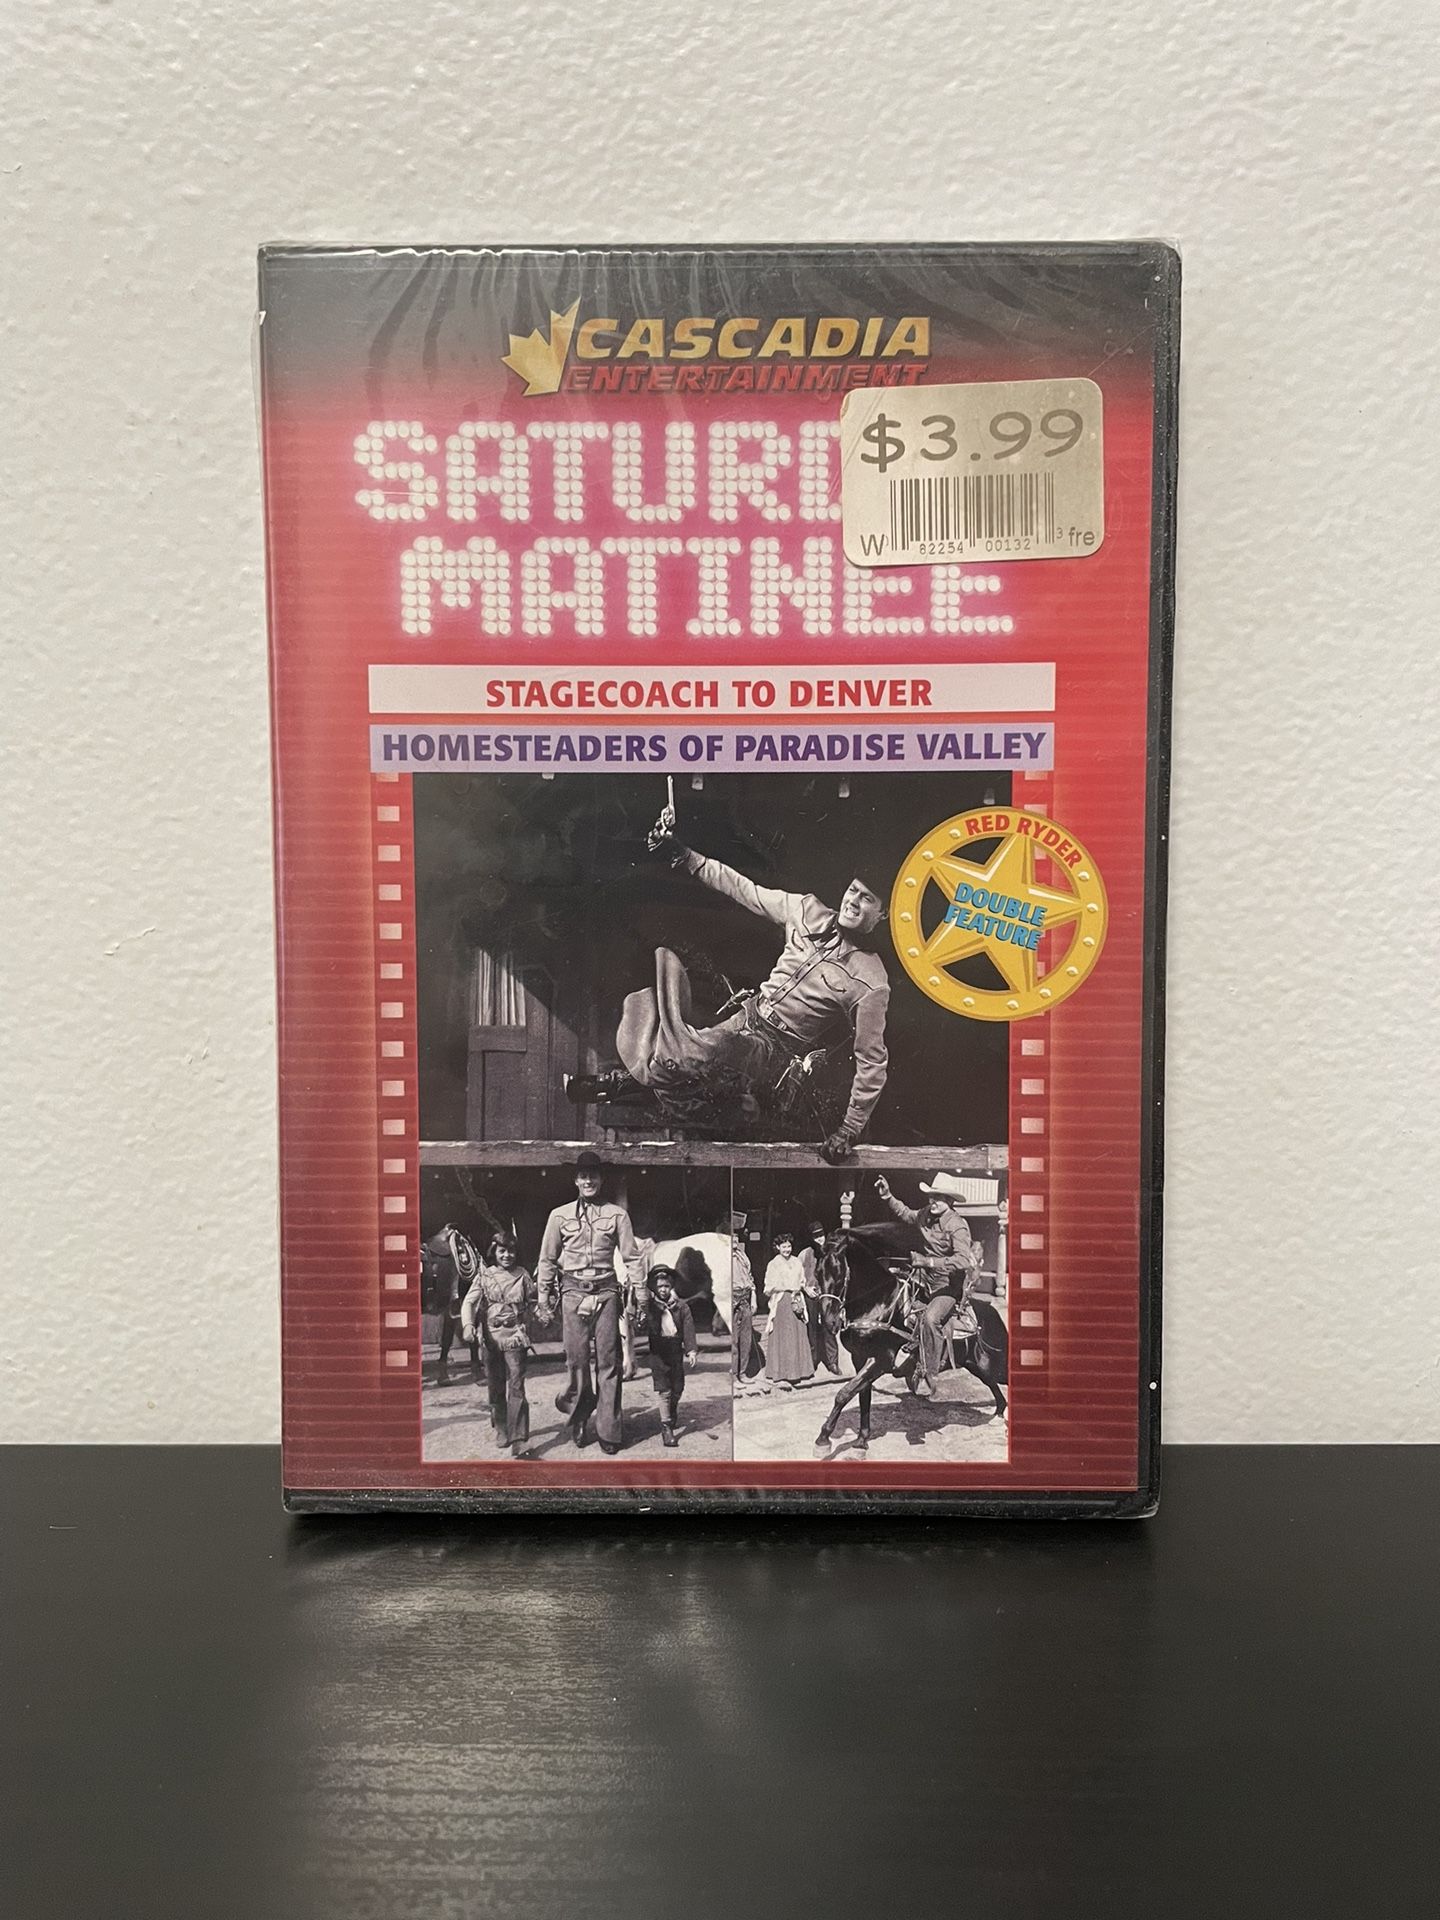 CASCADIA
ENTERTAINMENT
$3.99
W 82254 00132 3 fre
MATINEE
STAGECOACH TO DENVER
HOMESTEADERS OF PARADISE VALLEY
RED RYDER
DOUBLE
FEATURE